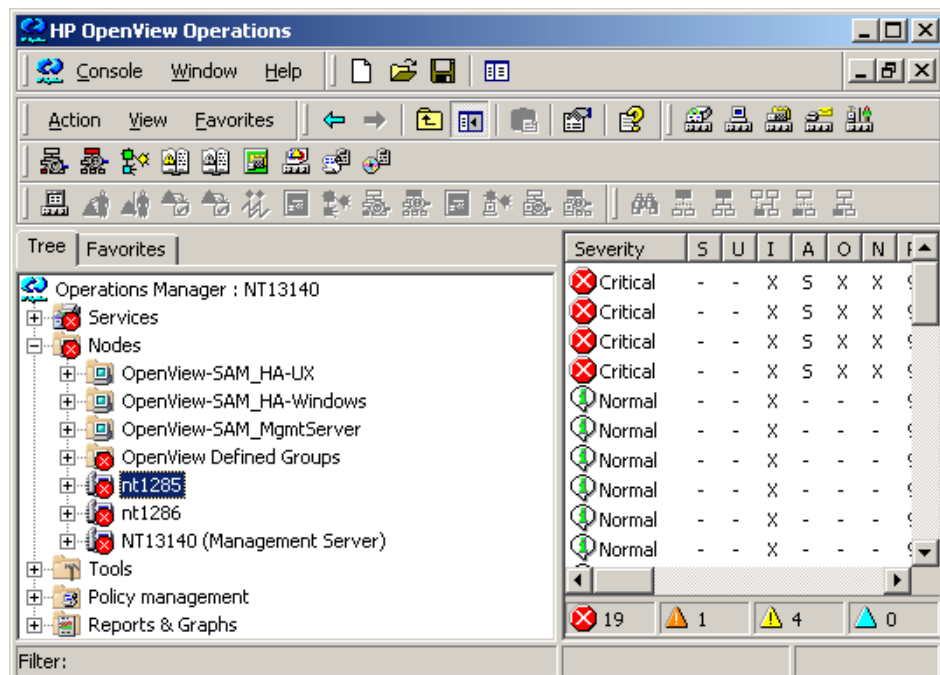 HP OpenView Operations
Console Window Help
Action View Favorites
Tree Favorites
Severity S U I A O N
Operations Manager : NT13140
Services
Nodes
OpenView-SAM_HA-UX
OpenView-SAM_HA-Windows
OpenView-SAM_MgmtServer
OpenView Defined Groups
nt1285
nt1286
NT13140 (Management Server)
Tools
Policy management
Reports & Graphs
Critical - - X S X X
Critical - - X S X X
Critical - - X S X X
Critical - - X S X X
Normal - - X - - -
Normal - - X - - -
Normal - - X - - -
Normal - - X - - -
Normal - - X - - -
Normal - - X - - -
19 1 4 0
Filter: